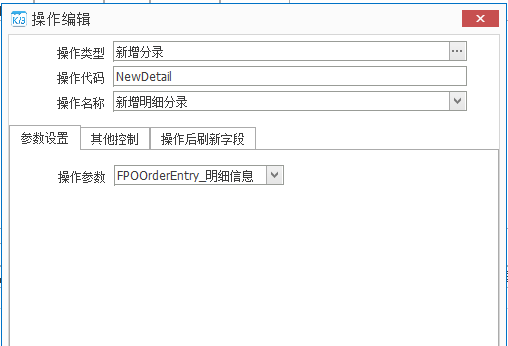 K/3 操作编辑
操作类型 新增分录 ...
操作代码 NewDetail
操作名称 新增明细分录
参数设置 其他控制 操作后刷新字段
操作参数 FPOOrderEntry_明细信息